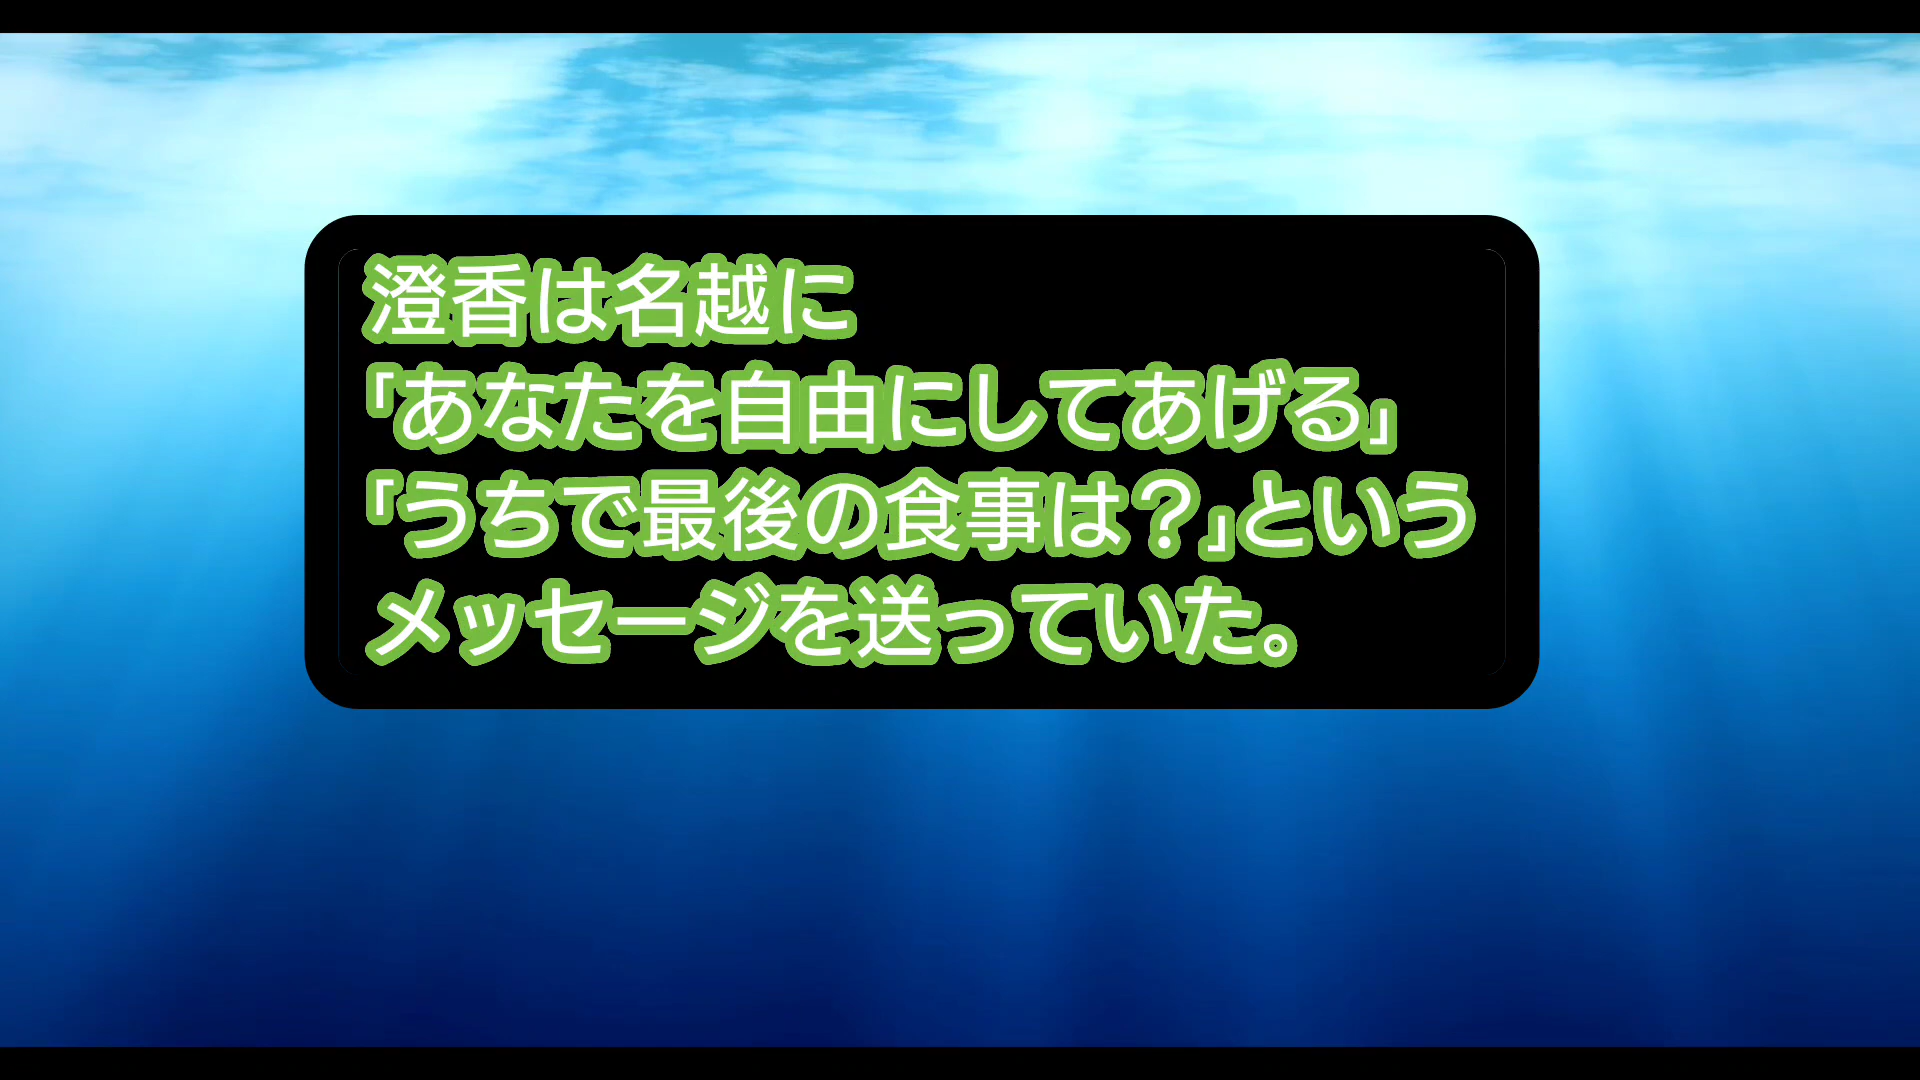 澄香は名越に
「あなたを自由にしてあげる」
「うちで最後の食事は？」という
メッセージを送っていた。